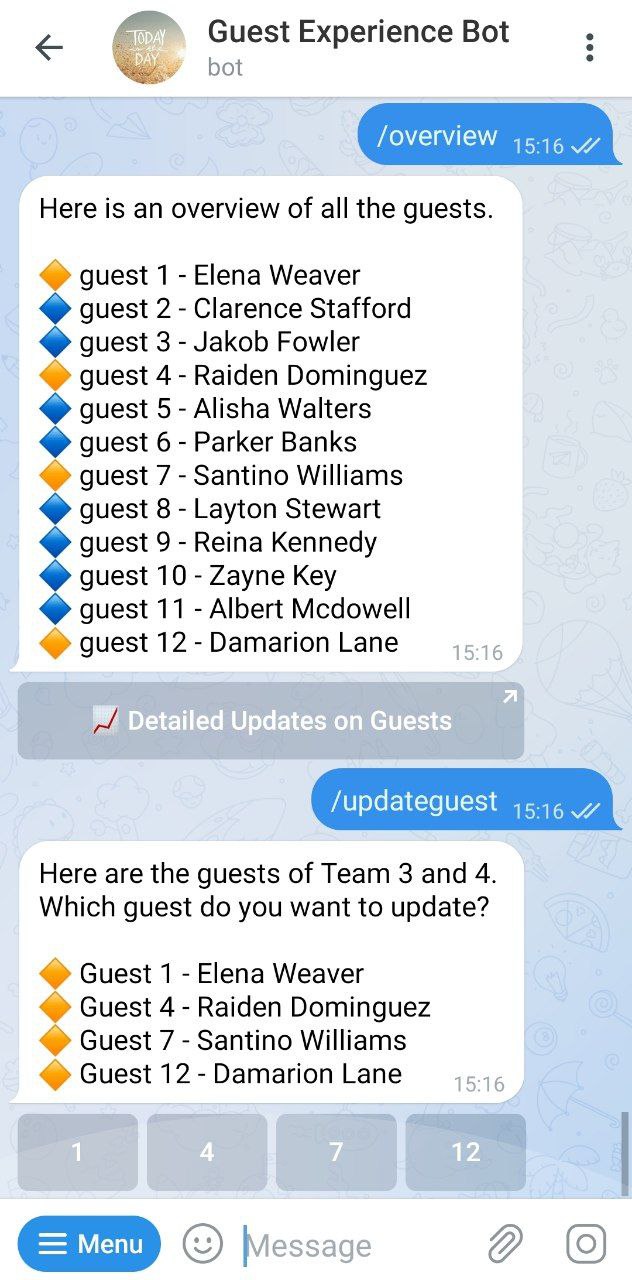 TODAY
is the
DAY
Guest Experience Bot
bot
/overview 15:16
Here is an overview of all the guests.
🔶 guest 1 - Elena Weaver
🔷 guest 2 - Clarence Stafford
🔷 guest 3 - Jakob Fowler
🔶 guest 4 - Raiden Dominguez
🔷 guest 5 - Alisha Walters
🔷 guest 6 - Parker Banks
🔶 guest 7 - Santino Williams
🔷 guest 8 - Layton Stewart
🔷 guest 9 - Reina Kennedy
🔷 guest 10 - Zayne Key
🔷 guest 11 - Albert Mcdowell
🔶 guest 12 - Damarion Lane
15:16
📈 Detailed Updates on Guests
/updateguest 15:16
Here are the guests of Team 3 and 4.
Which guest do you want to update?
🔶 Guest 1 - Elena Weaver
🔶 Guest 4 - Raiden Dominguez
🔶 Guest 7 - Santino Williams
🔶 Guest 12 - Damarion Lane
15:16
1 4 7 12
Menu Message